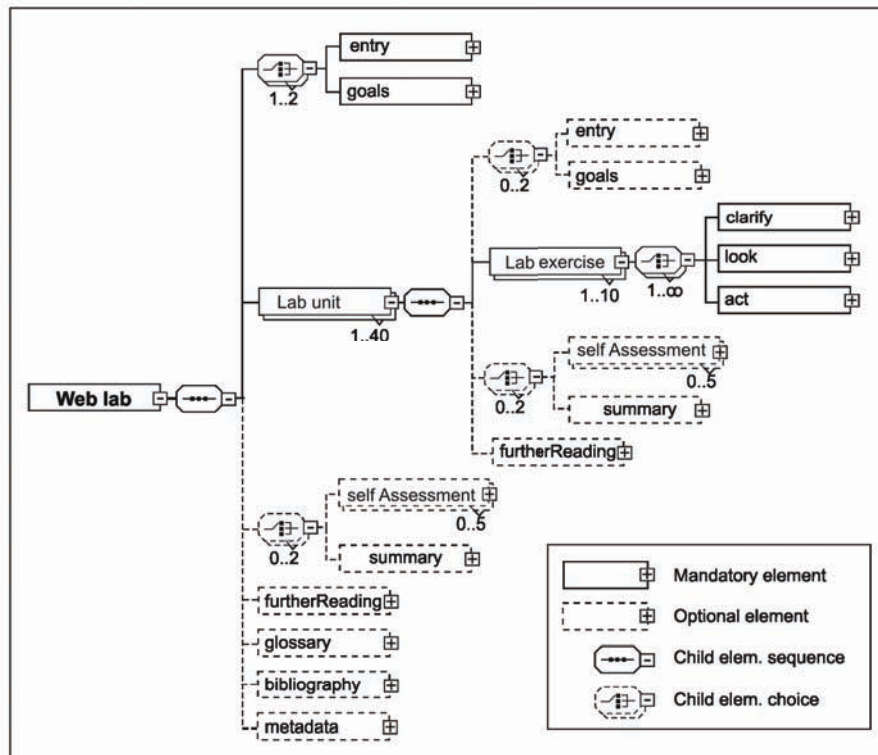 entry
1..2
goals
entry
0..2
goals
clarify
Lab exercise
look
1..10
1..∞
act
Lab unit
1..40
self Assessment
0..5
0..2
summary
furtherReading
Web lab
self Assessment
0..5
0..2
summary
furtherReading
glossary
bibliography
metadata
Mandatory element
Optional element
Child elem. sequence
Child elem. choice